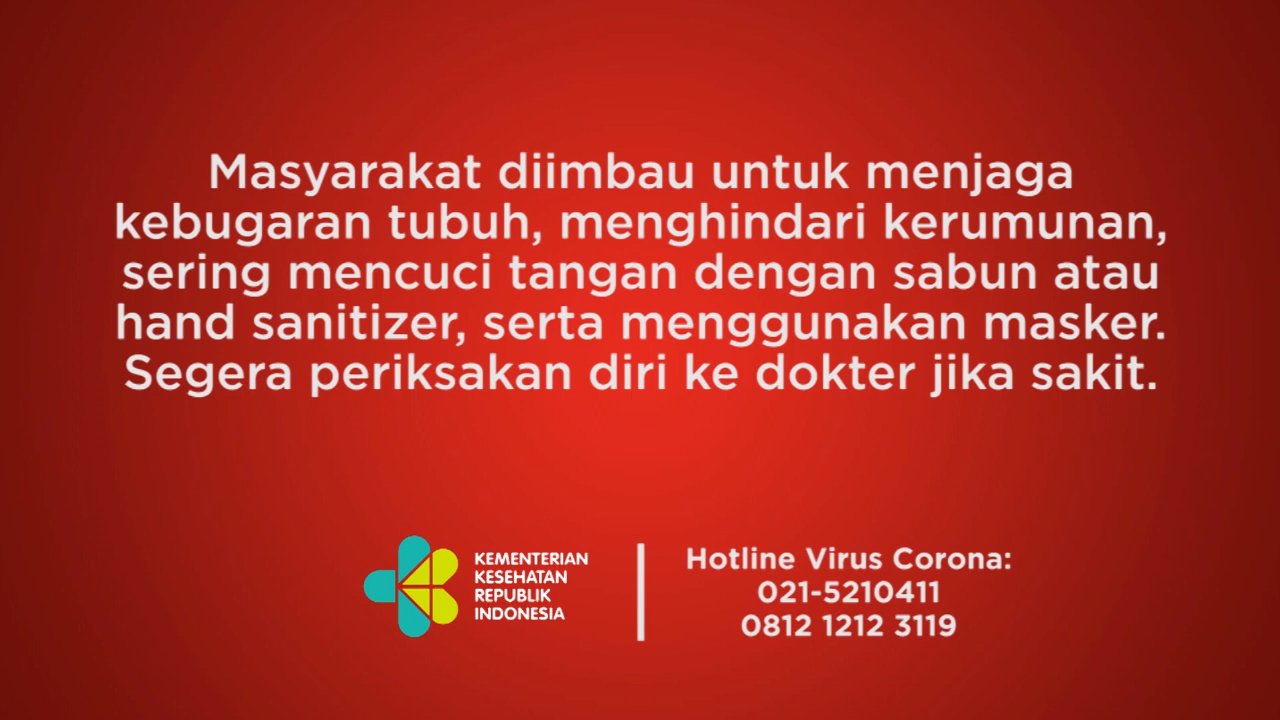 Masyarakat diimbau untuk menjaga
kebugaran tubuh, menghindari kerumunan,
sering mencuci tangan dengan sabun atau
hand sanitizer, serta menggunakan masker.
Segera periksakan diri ke dokter jika sakit.
KEMENTERIAN
KESEHATAN
REPUBLIK
INDONESIA
Hotline Virus Corona:
021-5210411
0812 1212 3119